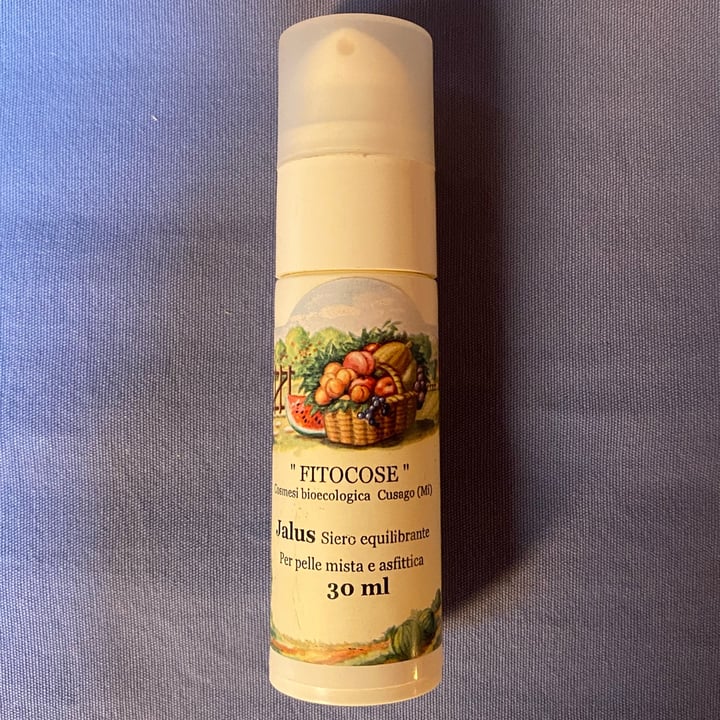 " FITOCOSE "
Cosmesi bioecologica Cusago (Mi)
Jalus Siero equilibrante
Per pelle mista e asfittica
30 ml